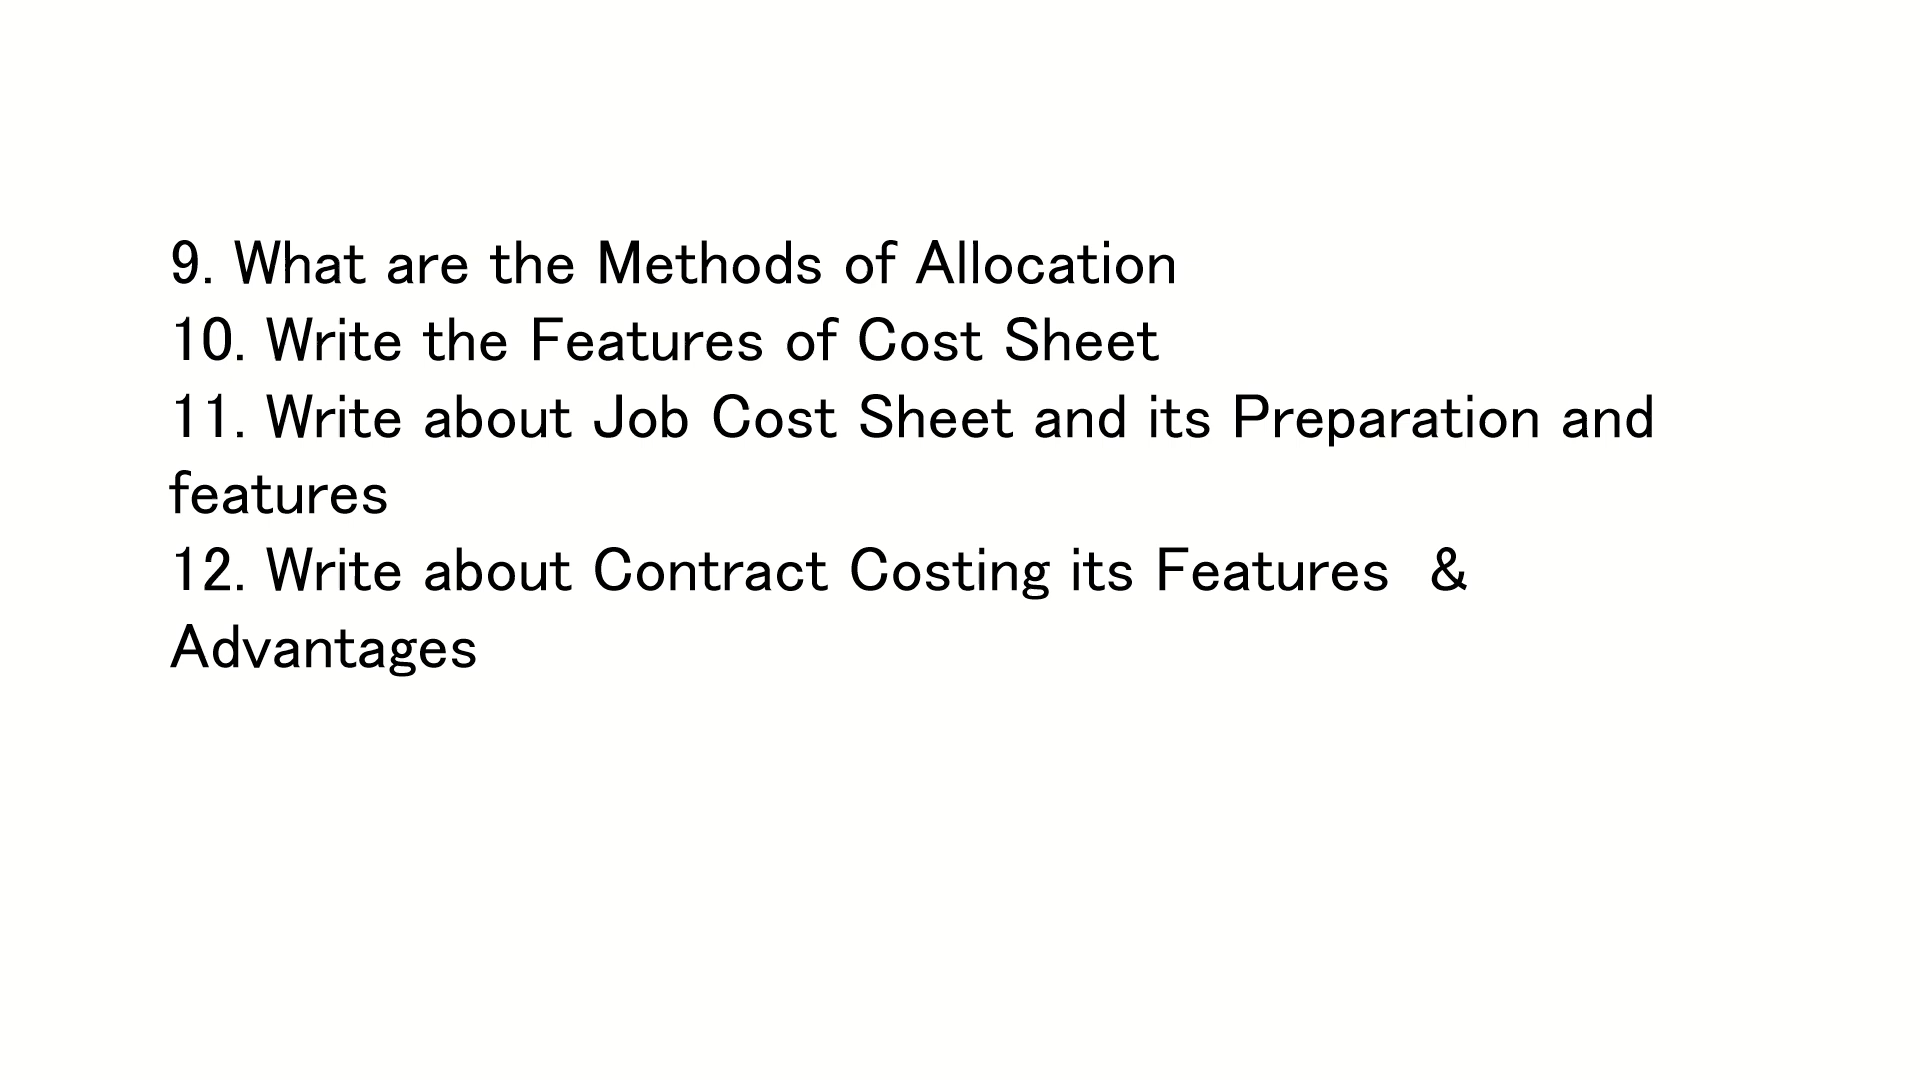 9. What are the Methods of Allocation
10. Write the Features of Cost Sheet
11. Write about Job Cost Sheet and its Preparation and
features
12. Write about Contract Costing its Features  &
Advantages